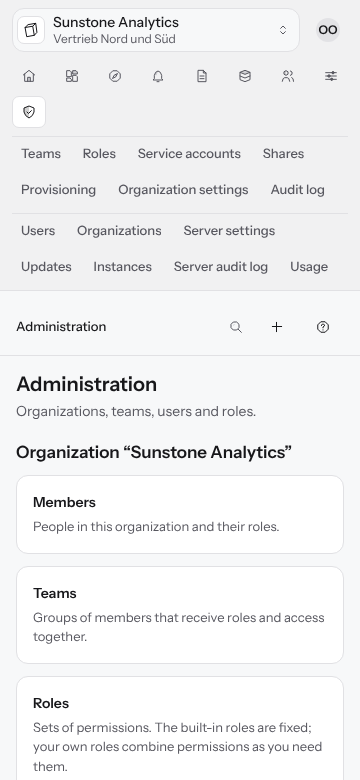 Sunstone Analytics
Vertrieb Nord und Süd
OO
Teams Roles Service accounts Shares
Provisioning Organization settings Audit log
Users Organizations Server settings
Updates Instances Server audit log Usage
Administration
Administration
Organizations, teams, users and roles.
Organization “Sunstone Analytics”
Members
People in this organization and their roles.
Teams
Groups of members that receive roles and access
together.
Roles
Sets of permissions. The built-in roles are fixed;
your own roles combine permissions as you need
them.